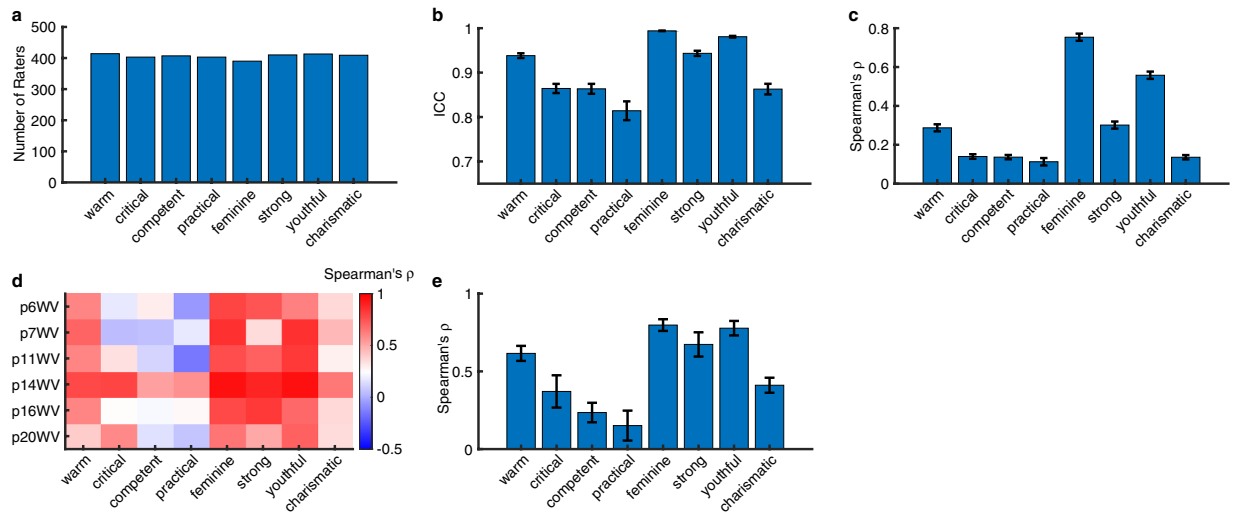 a
Number of Raters
500
400
300
200
100
0
warm
critical
competent
practical
feminine
strong
youthful
charismatic
b
ICC
1
0.9
0.8
0.7
warm
critical
competent
practical
feminine
strong
youthful
charismatic
c
Spearman's ρ
0.8
0.6
0.4
0.2
0
warm
critical
competent
practical
feminine
strong
youthful
charismatic
d
Spearman's ρ
p6WV
p7WV
p11WV
p14WV
p16WV
p20WV
1
0.5
0
-0.5
warm
critical
competent
practical
feminine
strong
youthful
charismatic
e
Spearman's ρ
1
0.5
0
warm
critical
competent
practical
feminine
strong
youthful
charismatic